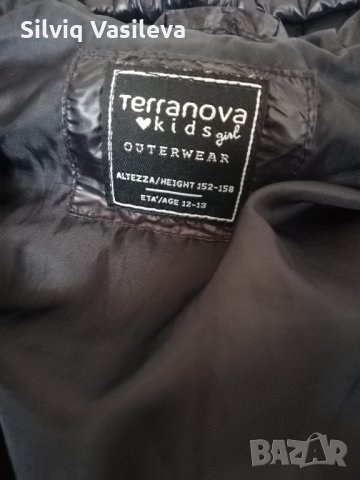 Silviq Vasileva
Terranova
kids girl
OUTERWEAR
ALTEZZA/HEIGHT 152-158
ETA'/AGE 12-13
BAZAR